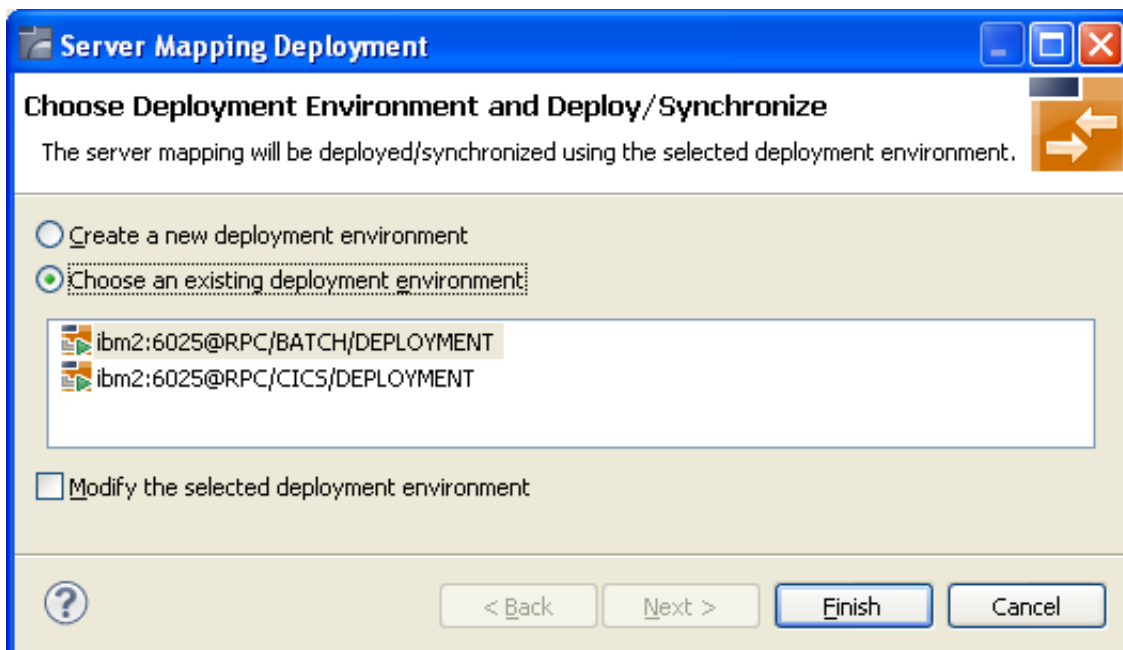 Server Mapping Deployment
Choose Deployment Environment and Deploy/Synchronize
The server mapping will be deployed/synchronized using the selected deployment environment.
Create a new deployment environment
Choose an existing deployment environment
ibm2:6025@RPC/BATCH/DEPLOYMENT
ibm2:6025@RPC/CICS/DEPLOYMENT
Modify the selected deployment environment
? < Back Next > Finish Cancel